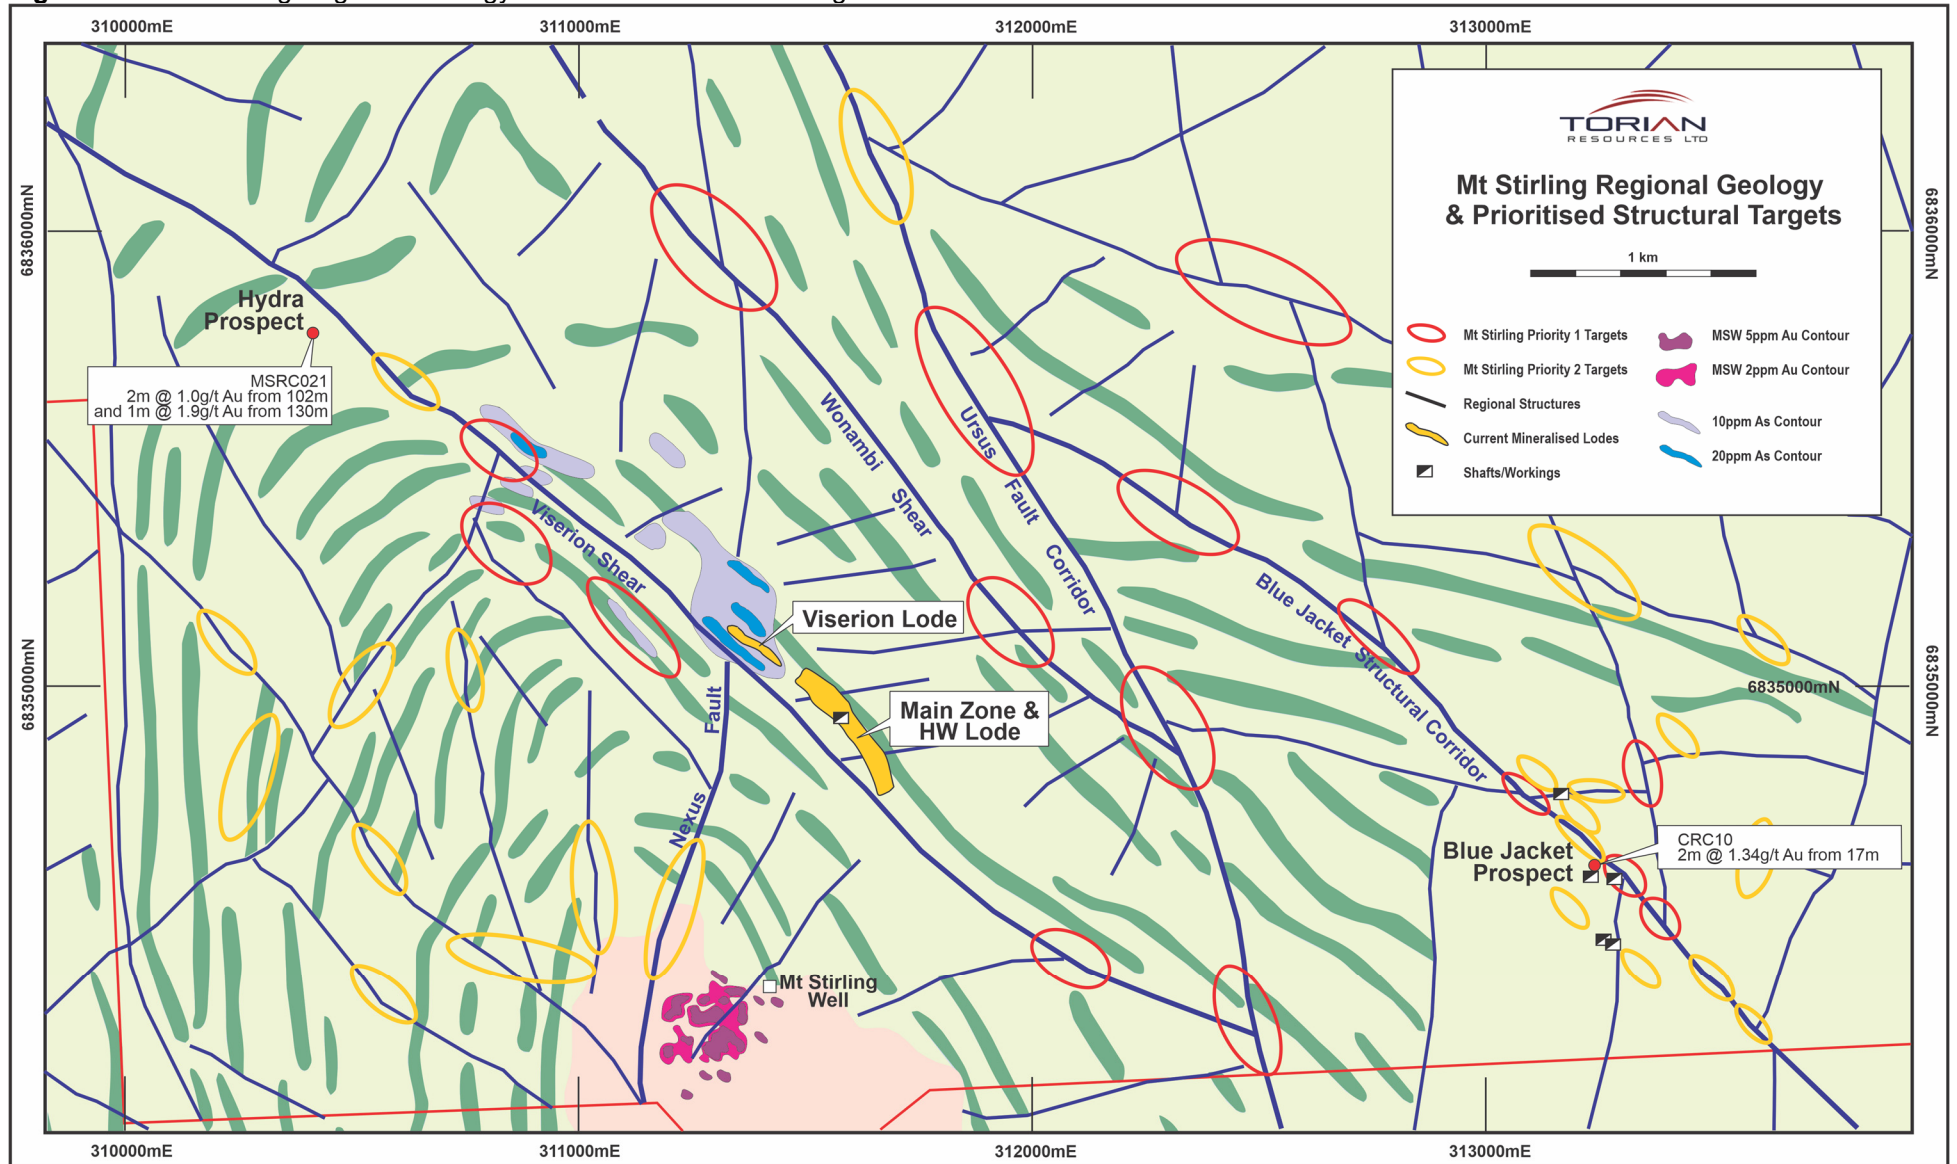 310000mE
311000mE
312000mE
313000mE
6836000mN
6836000mN
TORIAN
RESOURCES LTD
Mt Stirling Regional Geology
& Prioritised Structural Targets
1 km
Mt Stirling Priority 1 Targets
Mt Stirling Priority 2 Targets
Regional Structures
Current Mineralised Lodes
Shafts/Workings
MSW 5ppm Au Contour
MSW 2ppm Au Contour
10ppm As Contour
20ppm As Contour
Hydra
Prospect
MSRC021
2m @ 1.0g/t Au from 102m
and 1m @ 1.9g/t Au from 130m
Wonambi
Shear
Ursus
Fault
Corridor
Viserion Shear
Blue Jacket Structural Corridor
Viserion Lode
Main Zone &
HW Lode
Nexus
Fault
6835000mN
6835000mN
6835000mN
Blue Jacket
Prospect
CRC10
2m @ 1.34g/t Au from 17m
Mt Stirling
Well
310000mE
311000mE
312000mE
313000mE